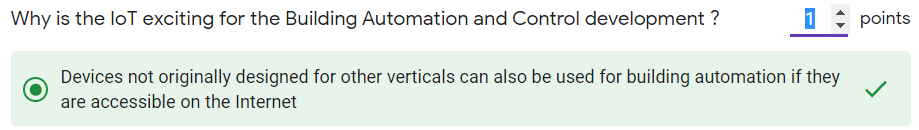 Why is the IoT exciting for the Building Automation and Control development ? 1 points
Devices not originally designed for other verticals can also be used for building automation if they
are accessible on the Internet